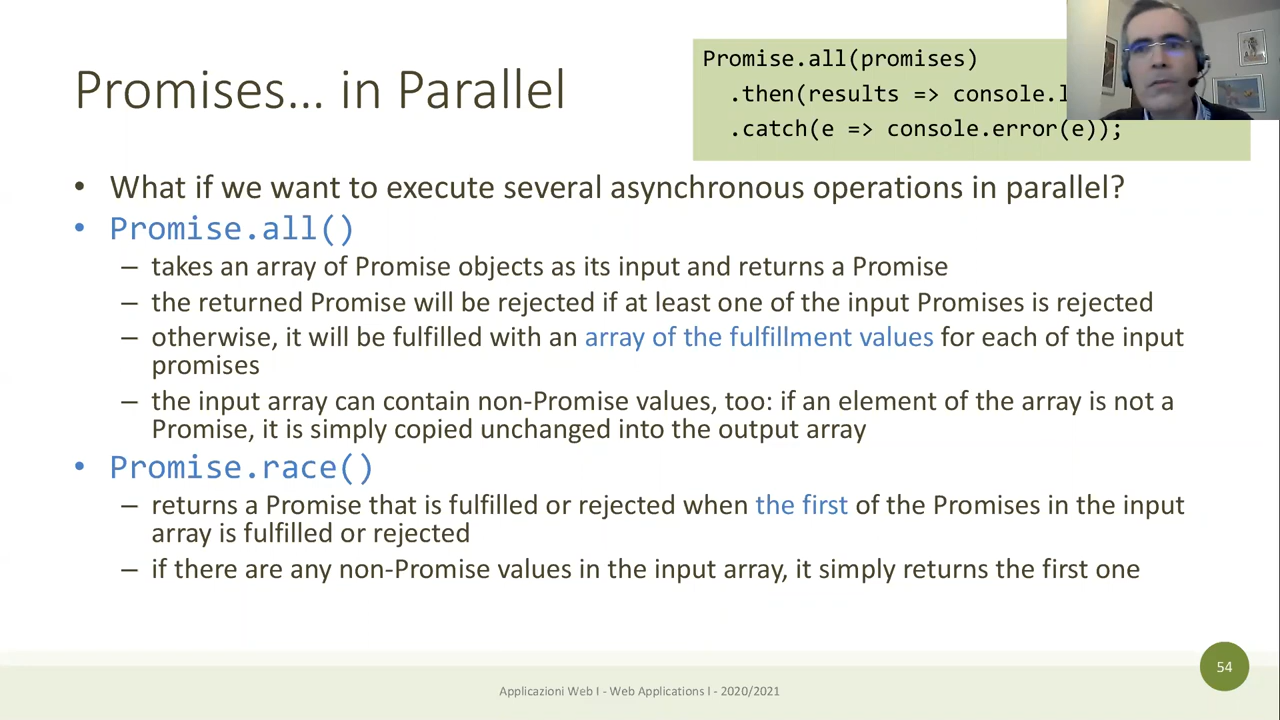 Promises... in Parallel
Promise.all(promises)
.then(results => console.l
.catch(e => console.error(e));
• What if we want to execute several asynchronous operations in parallel?
• Promise.all()
– takes an array of Promise objects as its input and returns a Promise
– the returned Promise will be rejected if at least one of the input Promises is rejected
– otherwise, it will be fulfilled with an array of the fulfillment values for each of the input
promises
– the input array can contain non-Promise values, too: if an element of the array is not a
Promise, it is simply copied unchanged into the output array
• Promise.race()
– returns a Promise that is fulfilled or rejected when the first of the Promises in the input
array is fulfilled or rejected
– if there are any non-Promise values in the input array, it simply returns the first one
54
Applicazioni Web I - Web Applications I - 2020/2021